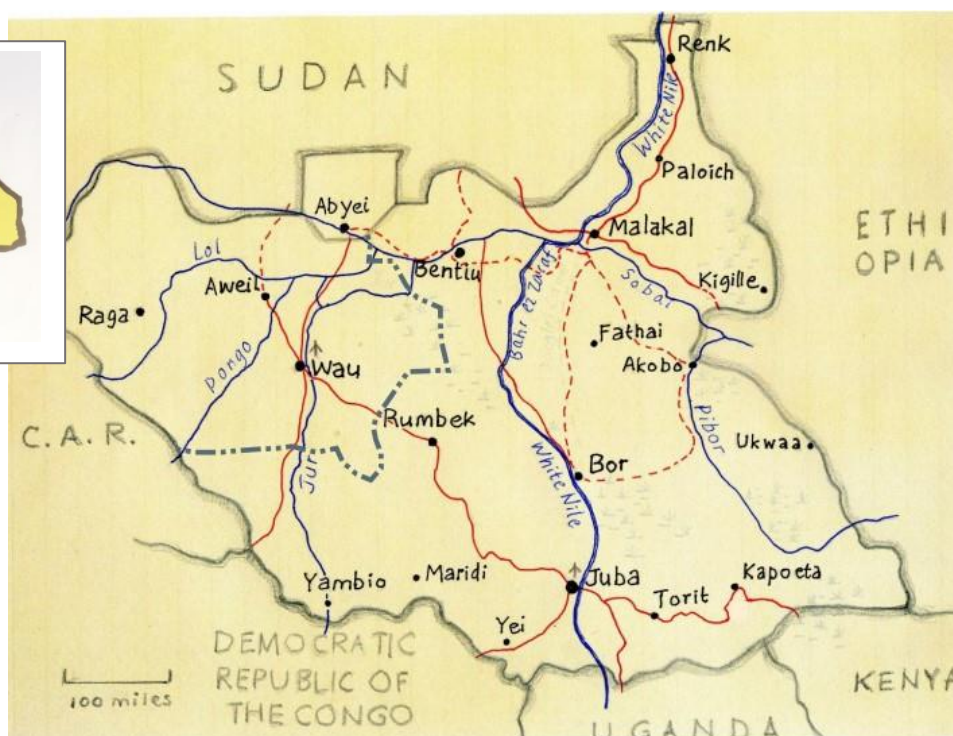 SUDAN
Renk
White Nile
Paloich
Abyei
Malakal
ETHI
OPIA
Lol
Bentiu
Bahr el Zaraf
Sobat
Kigille
Aweil
Raga
Pongo
Fathai
Wau
Akobo
Rumbek
Pibor
C.A.R.
Ukwaa
Jur
White Nile
Bor
Yambio
Maridi
Juba
Kapoeta
Torit
Yei
DEMOCRATIC
REPUBLIC OF
THE CONGO
100 miles
KENYA
UGANDA